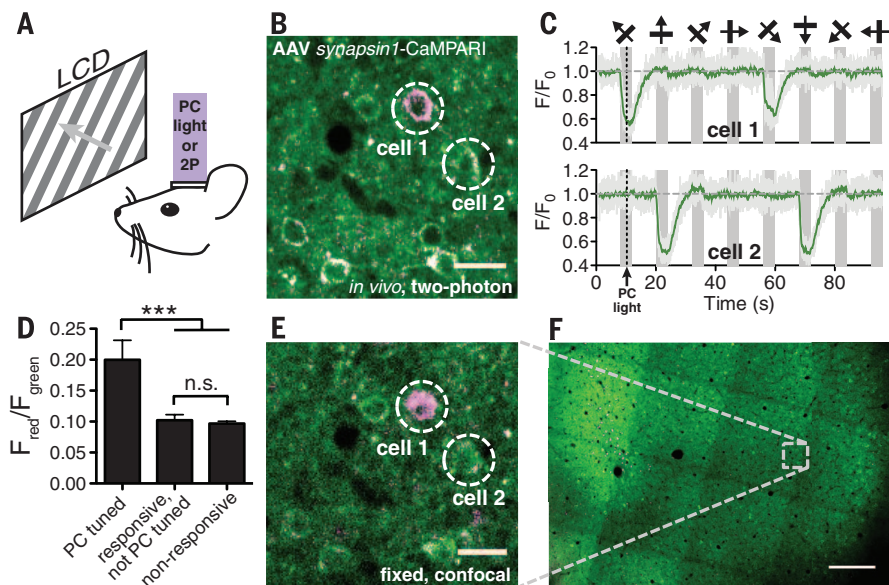 A
LCD
PC
light
or
2P
B
AAV synapsin1-CaMPARI
cell 1
cell 2
in vivo, two-photon
C
1.2
1.0
0.8
0.6
0.4
F/F0
cell 1
1.2
1.0
0.8
0.6
0.4
F/F0
cell 2
0
20
40
60
80
PC
light
Time (s)
D
***
n.s.
0.25
0.20
0.15
0.10
0.05
0.00
Fred/Fgreen
PC tuned
responsive,
not PC tuned
non-responsive
E
cell 1
cell 2
fixed, confocal
F